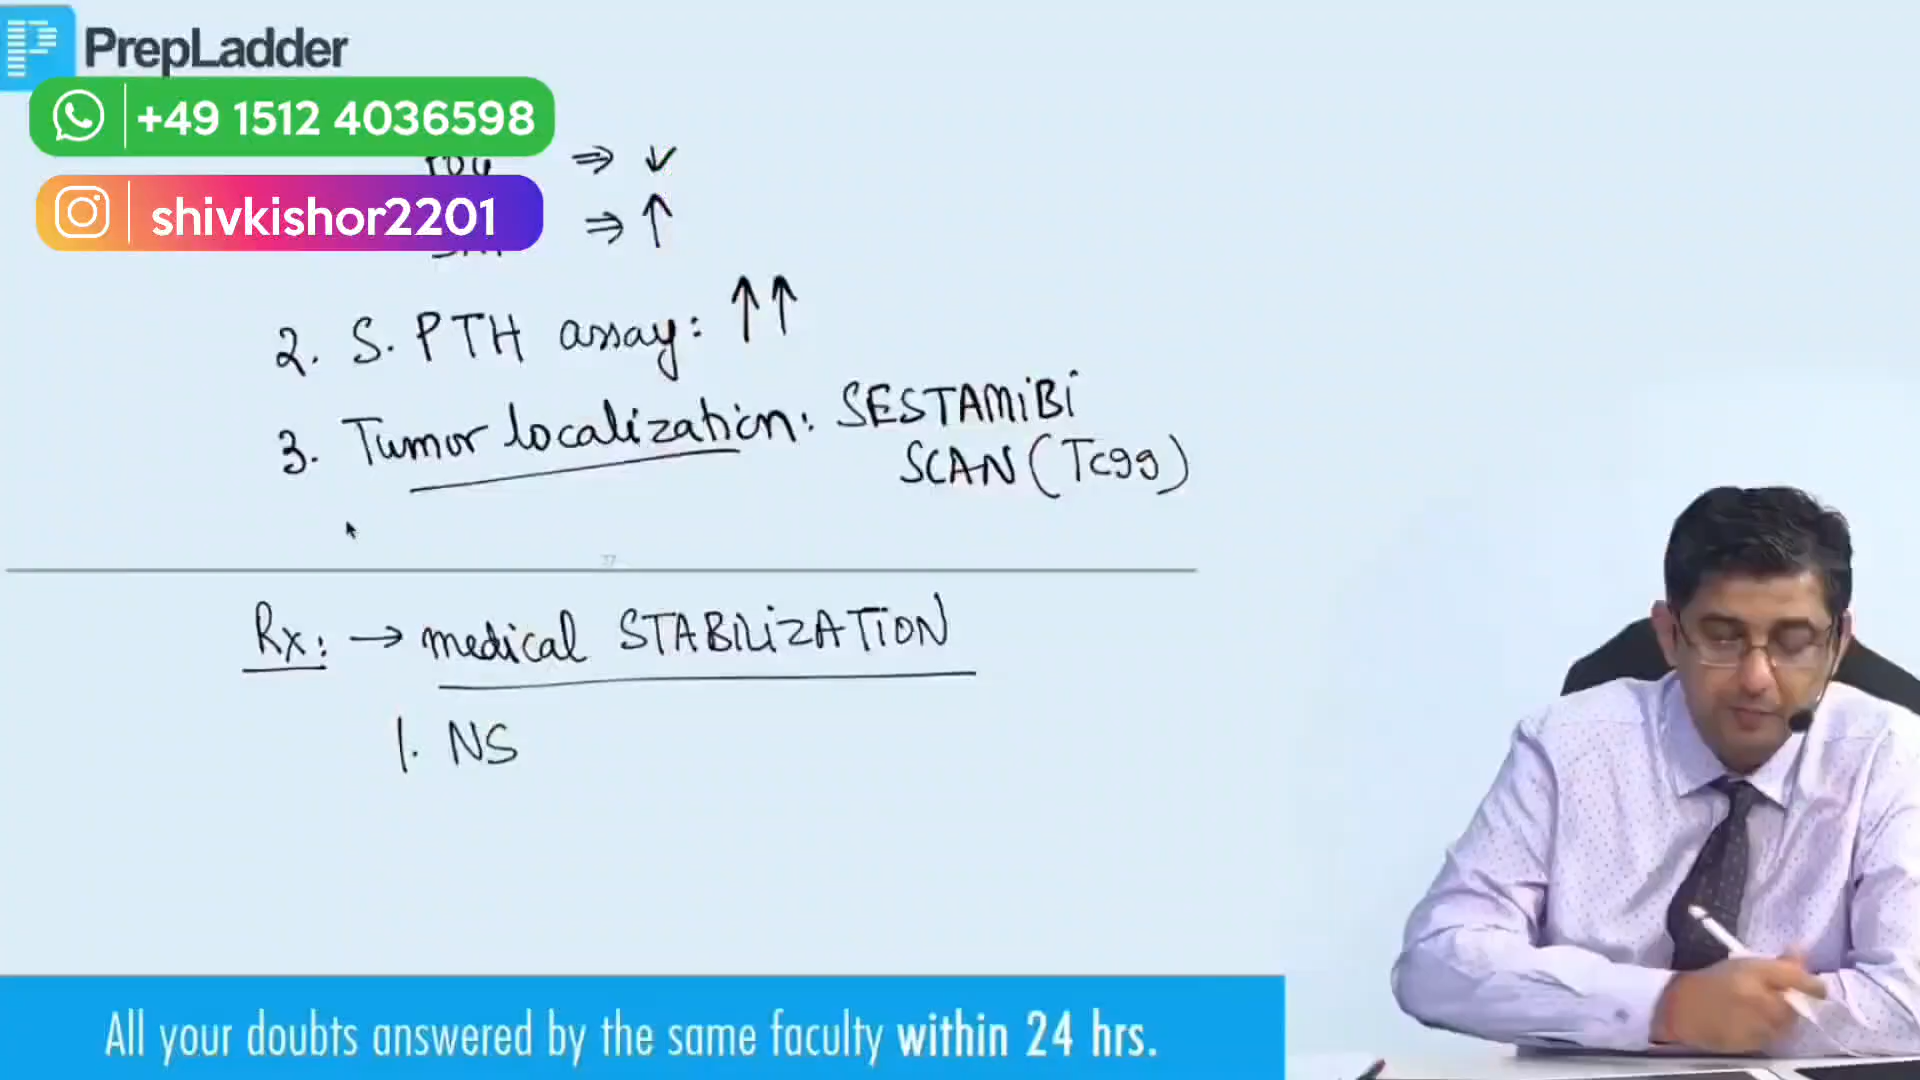 PrepLadder
+49 1512 4036598
⇒ ↓
shivkishor2201
⇒ ↑
2. S. PTH assay: ↑↑
3. Tumor localization: SESTAMiBi
SCAN (Tc99)
37
Rx: → medical STABILiZATiON
1. NS
All your doubts answered by the same faculty within 24 hrs.